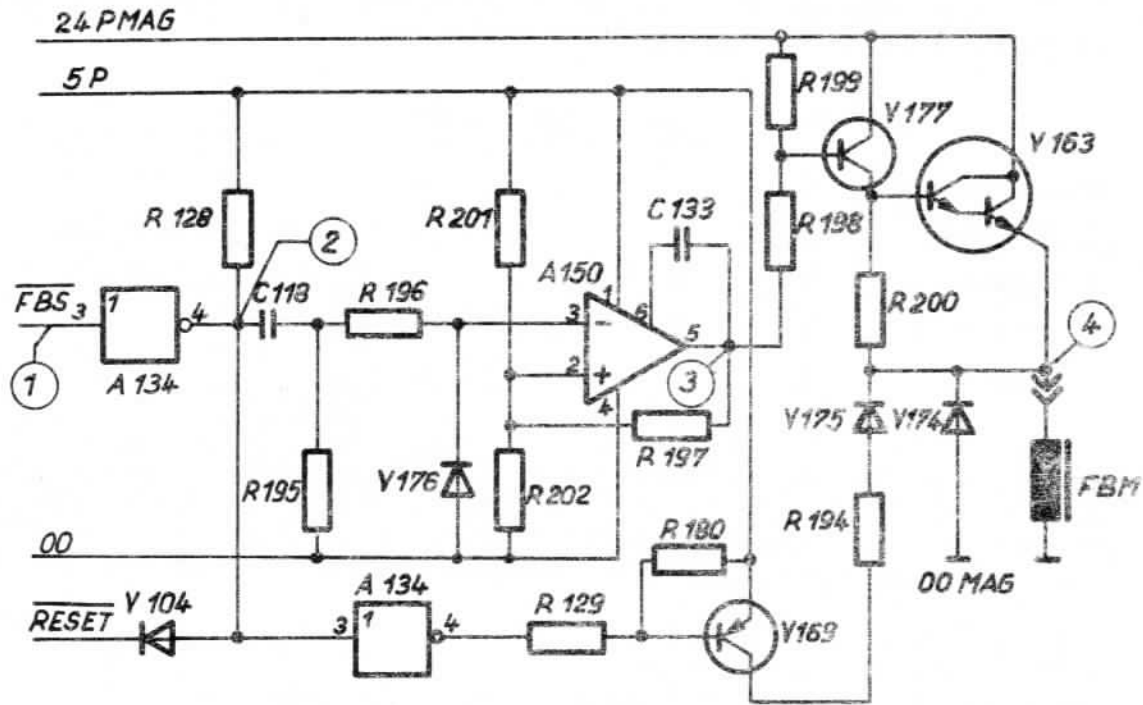 24 PMAG
5 P
R 199
V 177
V 163
R 128
2
R 201
C 133
R 198
A 150
FBS 3
1
4
C 118
R 196
1
6
3 -
5
R 200
4
1
A 134
2 +
4
3
R 197
V 175
V 174
R 195
V 176
R 202
FBM
R 180
R 194
00
00 MAG
A 134
RESET
V 104
3
1
4
R 129
V 169